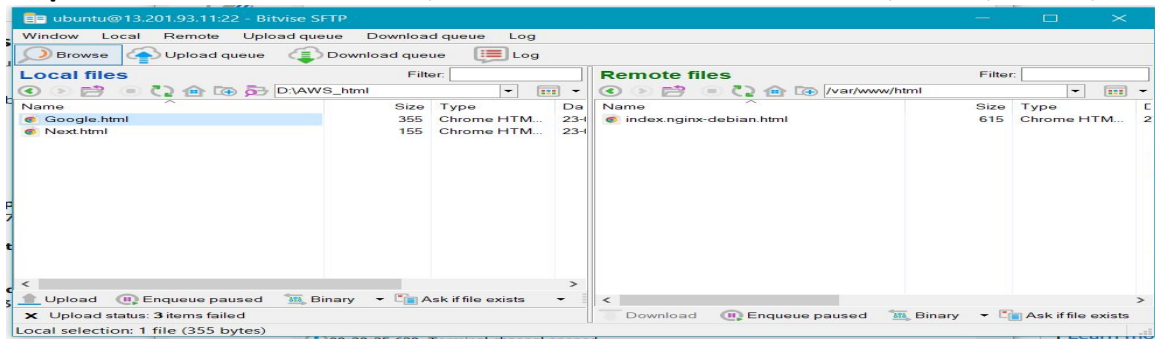 ubuntu@13.201.93.11:22 - Bitvise SFTP
Window Local Remote Upload queue Download queue Log
Browse Upload queue Download queue Log
Local files Filter:
D:\AWS_html
Name Size Type Da
Google.html 355 Chrome HTM... 23-
Next.html 155 Chrome HTM... 23-
Upload Enqueue paused Binary Ask if file exists
Upload status: 3 items failed
Local selection: 1 file (355 bytes)
Remote files Filter:
/var/www/html
Name Size Type
index.nginx-debian.html 615 Chrome HTM... 2
Download Enqueue paused Binary Ask if file exists